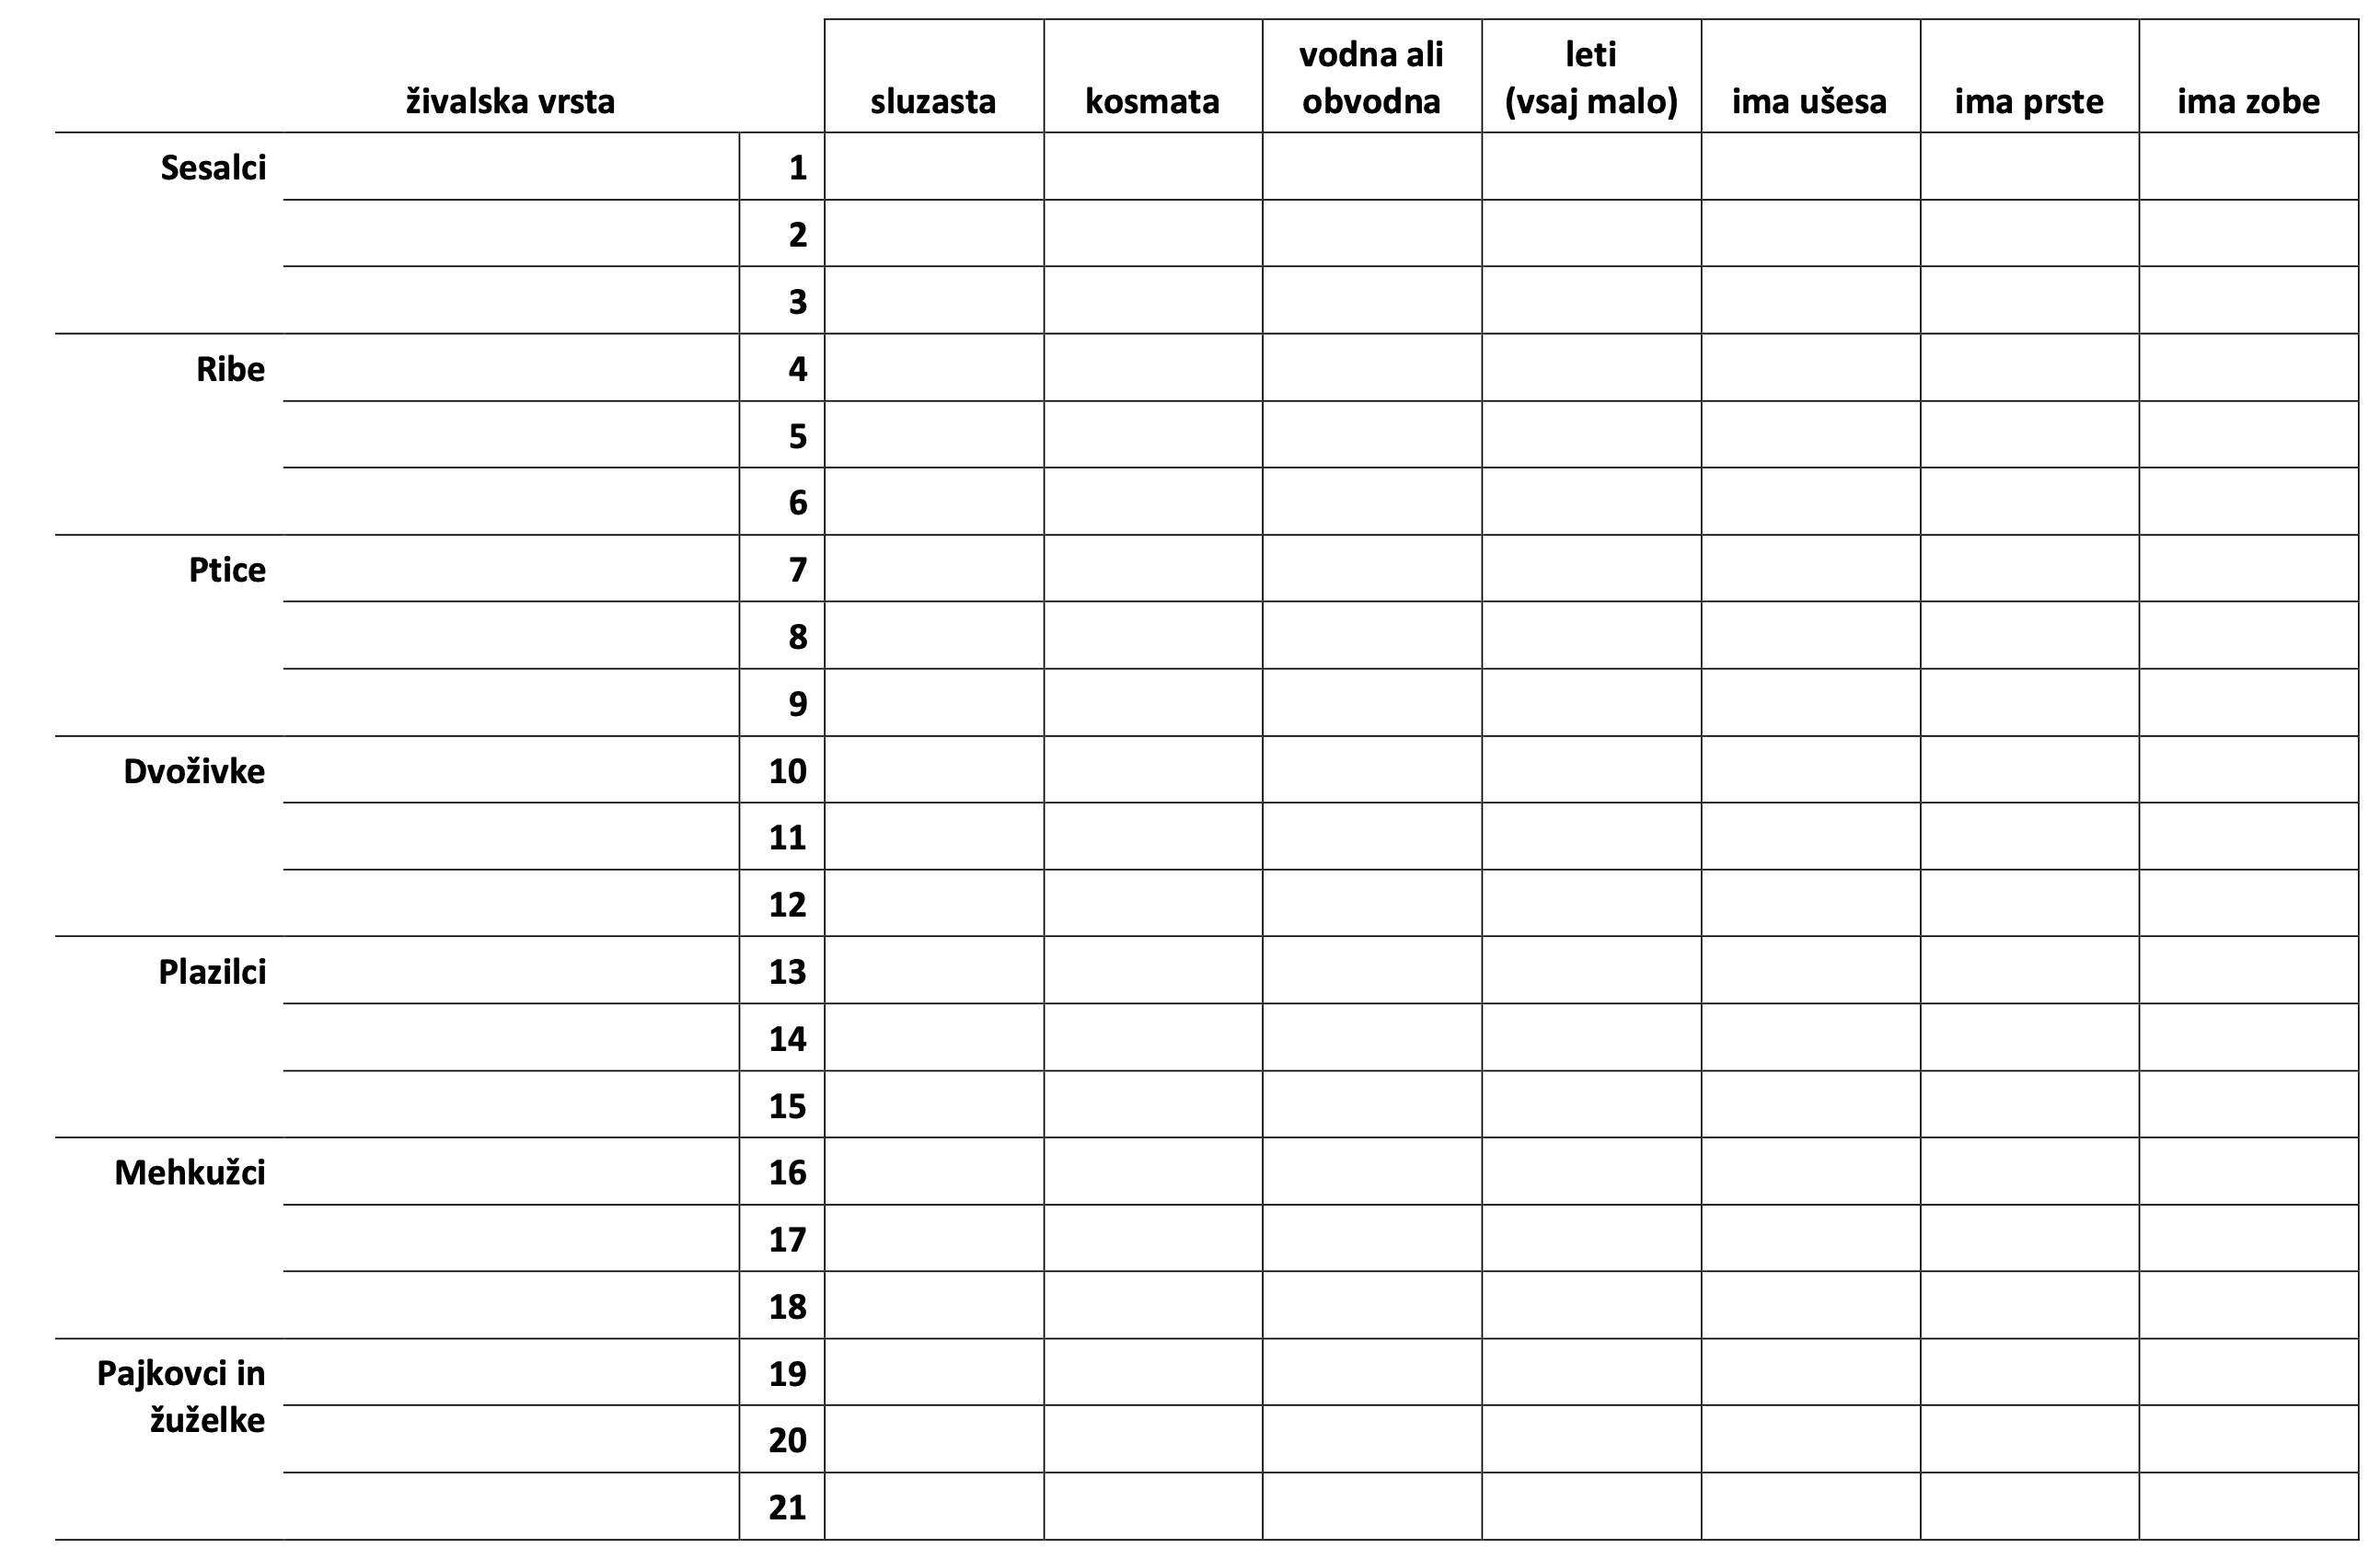 živalska vrsta
sluzasta
kosmata
vodna ali
obvodna
leti
(vsaj malo)
ima ušesa
ima prste
ima zobe
Sesalci
1
2
3
Ribe
4
5
6
Ptice
7
8
9
Dvoživke
10
11
12
Plazilci
13
14
15
Mehkužci
16
17
18
Pajkovci in
žuželke
19
20
21